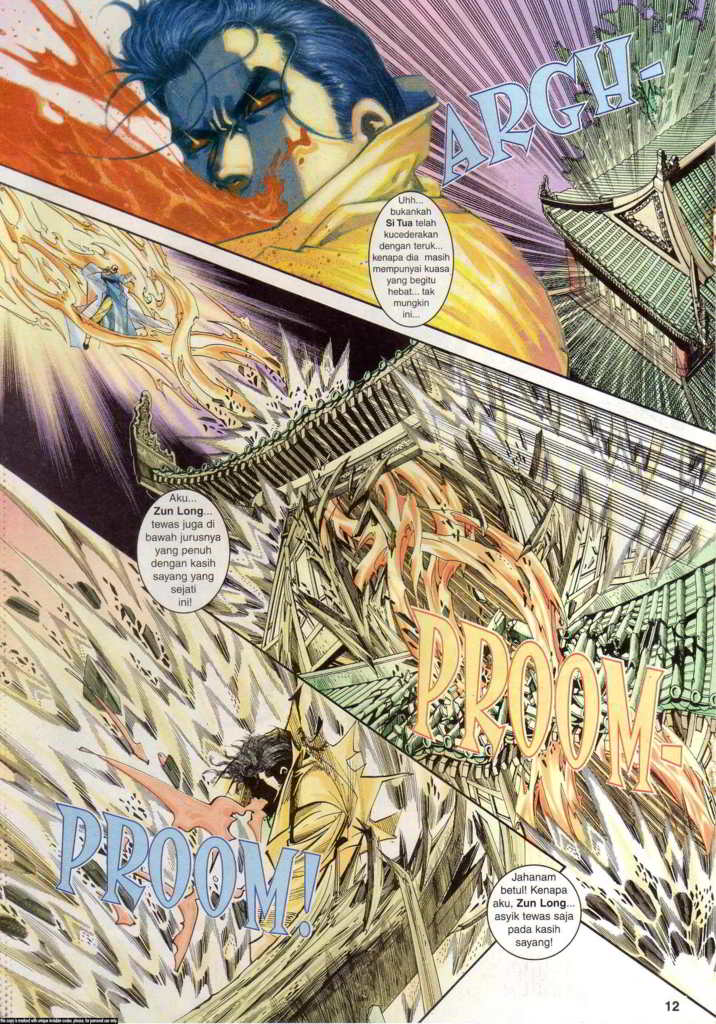 ARGH-
Uhh...
bukankah
Si Tua telah
kucederakan
dengan teruk...
kenapa dia masih
mempunyai kuasa
yang begitu
hebat... tak
mungkin
ini...
Aku...
Zun Long...
tewas juga di
bawah jurusnya
yang penuh
dengan kasih
sayang yang
sejati
ini!
PROOM-
PROOM!
Jahanam
betul! Kenapa
aku, Zun Long...
asyik tewas saja
pada kasih
sayang!
12